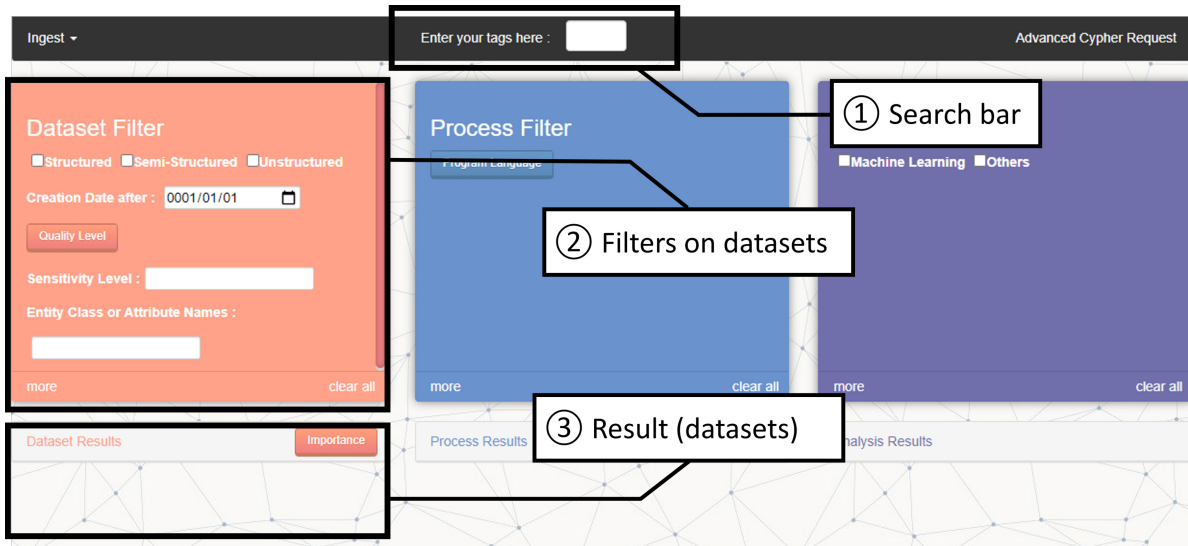 Ingest
Enter your tags here :
Advanced Cypher Request
① Search bar
Dataset Filter
Structured Semi-Structured Unstructured
Creation Date after : 0001/01/01
Quality Level
Sensitivity Level :
Entity Class or Attribute Names :
more clear all
Process Filter
Program Language
② Filters on datasets
more clear all
Machine Learning Others
more clear all
③ Result (datasets)
Dataset Results Importance
Process Results
nalysis Results